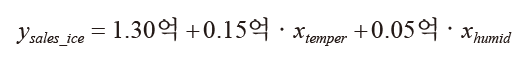 y_sales_ice = 1.30억 +0.15억 · x_temper +0.05억 · x_humid